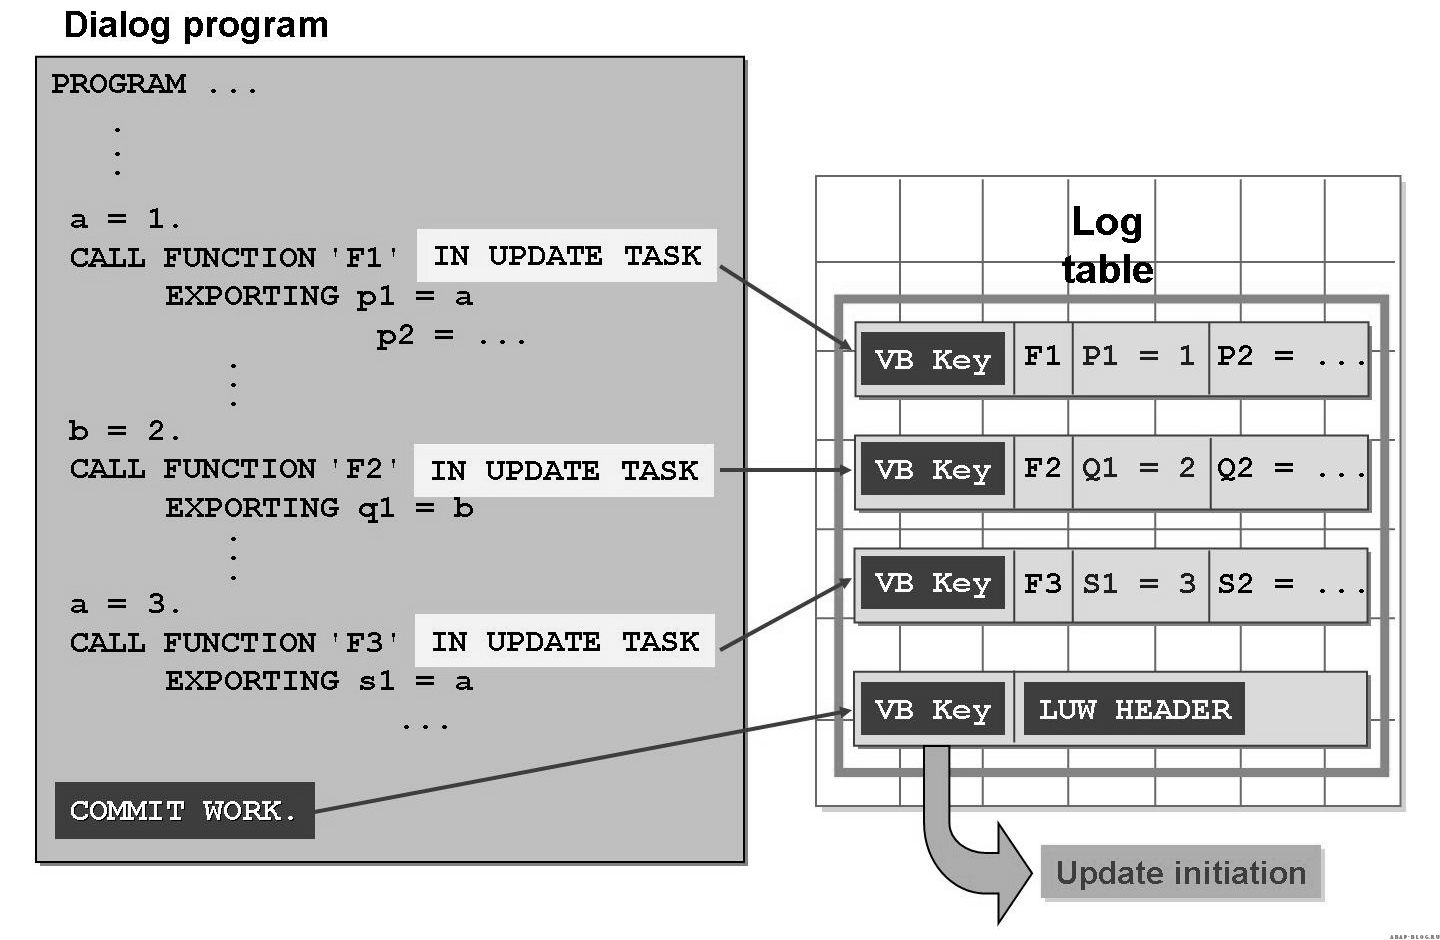 Dialog program
PROGRAM ...
.
.
.
a = 1.
CALL FUNCTION 'F1' IN UPDATE TASK
EXPORTING p1 = a
p2 = ...
.
.
.
b = 2.
CALL FUNCTION 'F2' IN UPDATE TASK
EXPORTING q1 = b
.
.
.
a = 3.
CALL FUNCTION 'F3' IN UPDATE TASK
EXPORTING s1 = a
...
COMMIT WORK.
Log
table
VB Key F1 P1 = 1 P2 = ...
VB Key F2 Q1 = 2 Q2 = ...
VB Key F3 S1 = 3 S2 = ...
VB Key LUW HEADER
Update initiation
ABAP-BLOG.RU